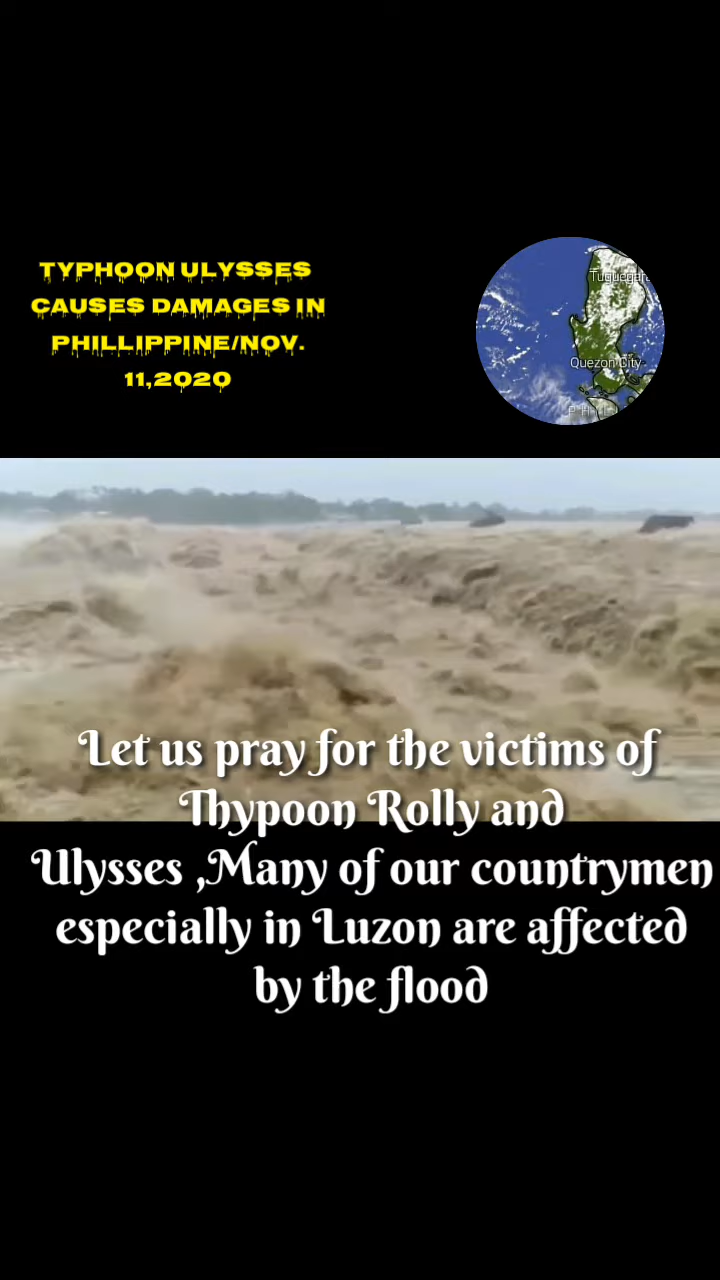 TYPHOON ULYSSES
CAUSES DAMAGES IN
PHILLIPPINE/NOV.
11,2020
Quezon City
Let us pray for the victims of
Thypoon Rolly and
Ulysses ,Many of our countrymen
especially in Luzon are affected
by the flood